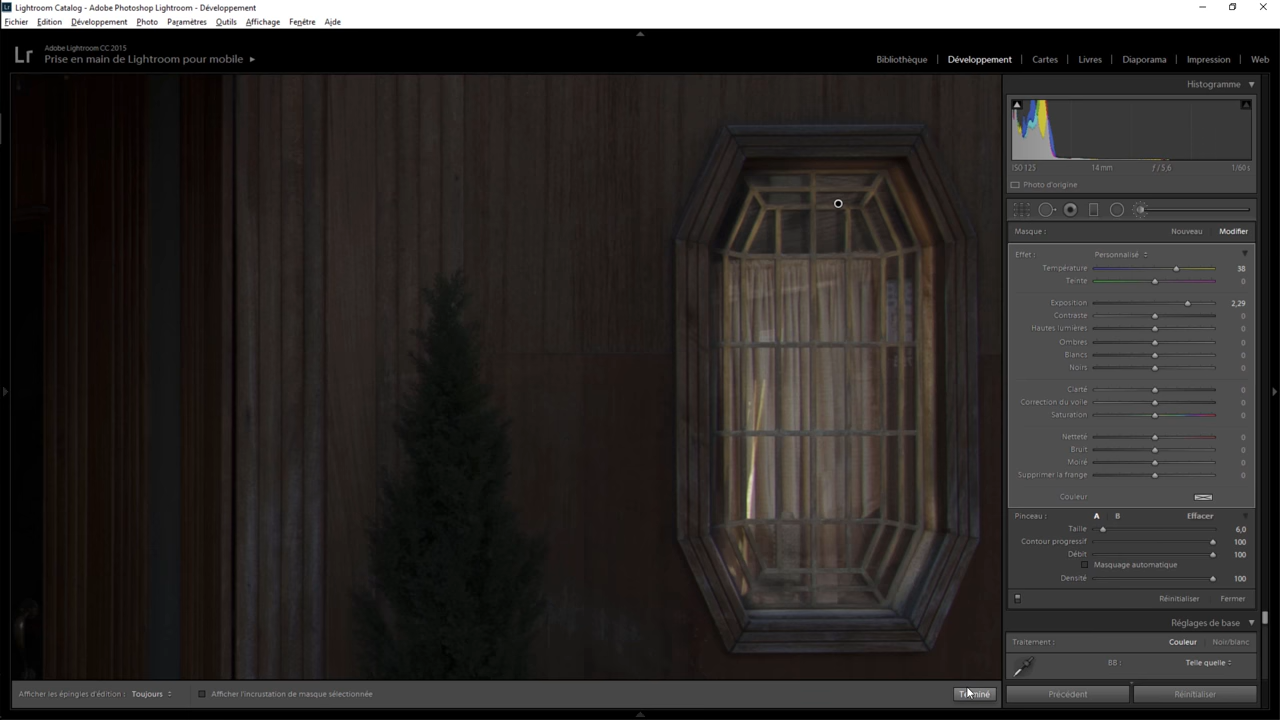 Lightroom Catalog - Adobe Photoshop Lightroom - Développement
Fichier Edition Développement Photo Paramètres Outils Affichage Fenêtre Aide
Lr
Adobe Lightroom CC 2015
Prise en main de Lightroom pour mobile
Bibliothèque | Développement | Cartes | Livres | Diaporama | Impression | Web
Histogramme
ISO 125 14 mm ƒ / 5,6 1/60 s
Photo d'origine
Masque : Nouveau Modifier
Effet : Personnalisé
Température 38
Teinte 0
Exposition 2,29
Contraste 0
Hautes lumières 0
Ombres 0
Blancs 0
Noirs 0
Clarté 0
Correction du voile 0
Saturation 0
Netteté 0
Bruit 0
Moiré 0
Supprimer la frange 0
Couleur
Pinceau : A B Effacer
Taille 6,0
Contour progressif 100
Débit 100
Masquage automatique
Densité 100
Réinitialiser Fermer
Réglages de base
Traitement : Couleur Noir/blanc
BB : Telle quelle
Afficher les épingles d'édition : Toujours Afficher l'incrustation de masque sélectionnée Terminé
Précédent Réinitialiser